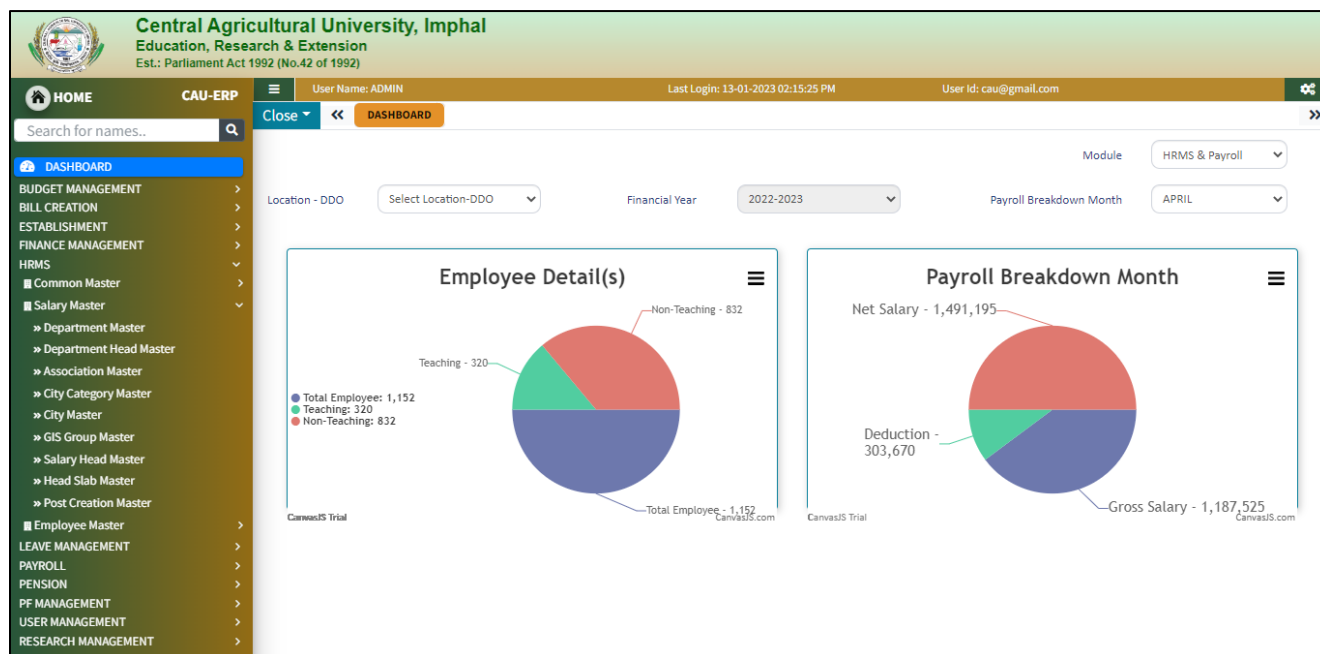 Central Agricultural University, Imphal
Education, Research & Extension
Est.: Parliament Act 1992 (No.42 of 1992)
HOME CAU-ERP
User Name: ADMIN Last Login: 13-01-2023 02:15:25 PM User Id: cau@gmail.com
Search for names..
Close DASHBOARD
DASHBOARD
BUDGET MANAGEMENT
BILL CREATION
ESTABLISHMENT
FINANCE MANAGEMENT
HRMS
Common Master
Salary Master
» Department Master
» Department Head Master
» Association Master
» City Category Master
» City Master
» GIS Group Master
» Salary Head Master
» Head Slab Master
» Post Creation Master
Employee Master
LEAVE MANAGEMENT
PAYROLL
PENSION
PF MANAGEMENT
USER MANAGEMENT
RESEARCH MANAGEMENT
Module HRMS & Payroll
Location - DDO Select Location-DDO Financial Year 2022-2023 Payroll Breakdown Month APRIL
Employee Detail(s)
Non-Teaching - 832
Teaching - 320
Total Employee: 1,152
Teaching: 320
Non-Teaching: 832
Total Employee - 1,152
CanvasJS Trial CanvasJS.com
Payroll Breakdown Month
Net Salary - 1,491,195
Deduction -
303,670
Gross Salary - 1,187,525
CanvasJS Trial CanvasJS.com